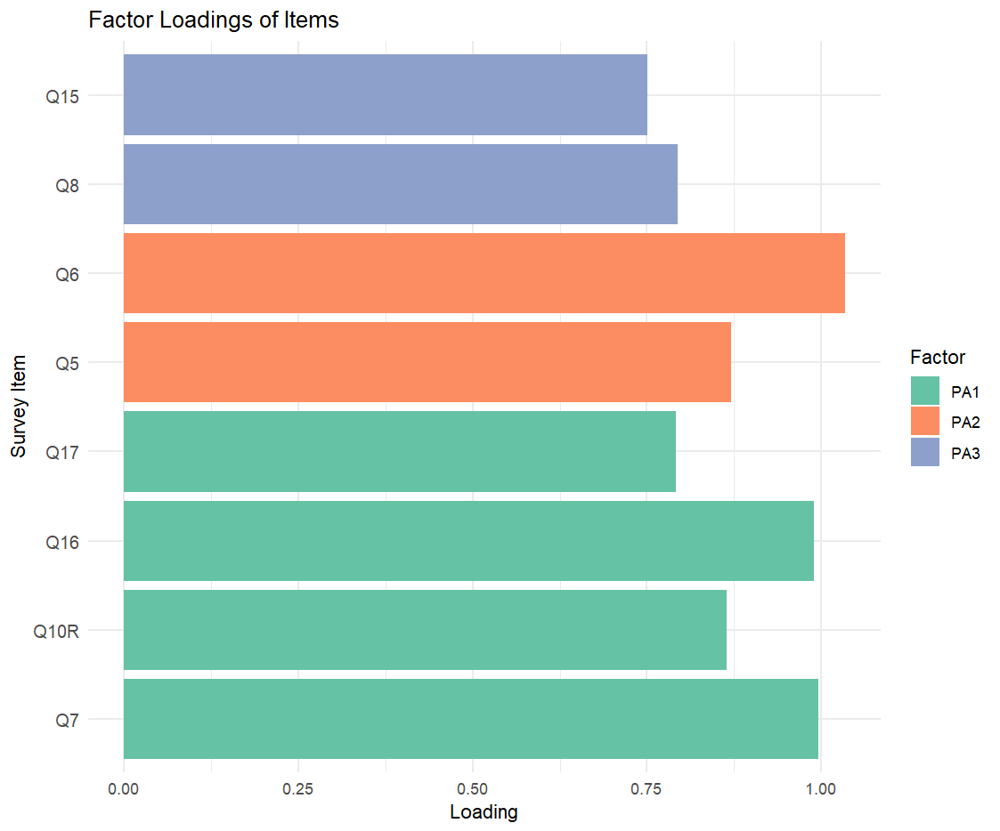 Factor Loadings of Items
Survey Item
Q15
Q8
Q6
Q5
Q17
Q16
Q10R
Q7
0.00 0.25 0.50 0.75 1.00
Loading
Factor
PA1
PA2
PA3